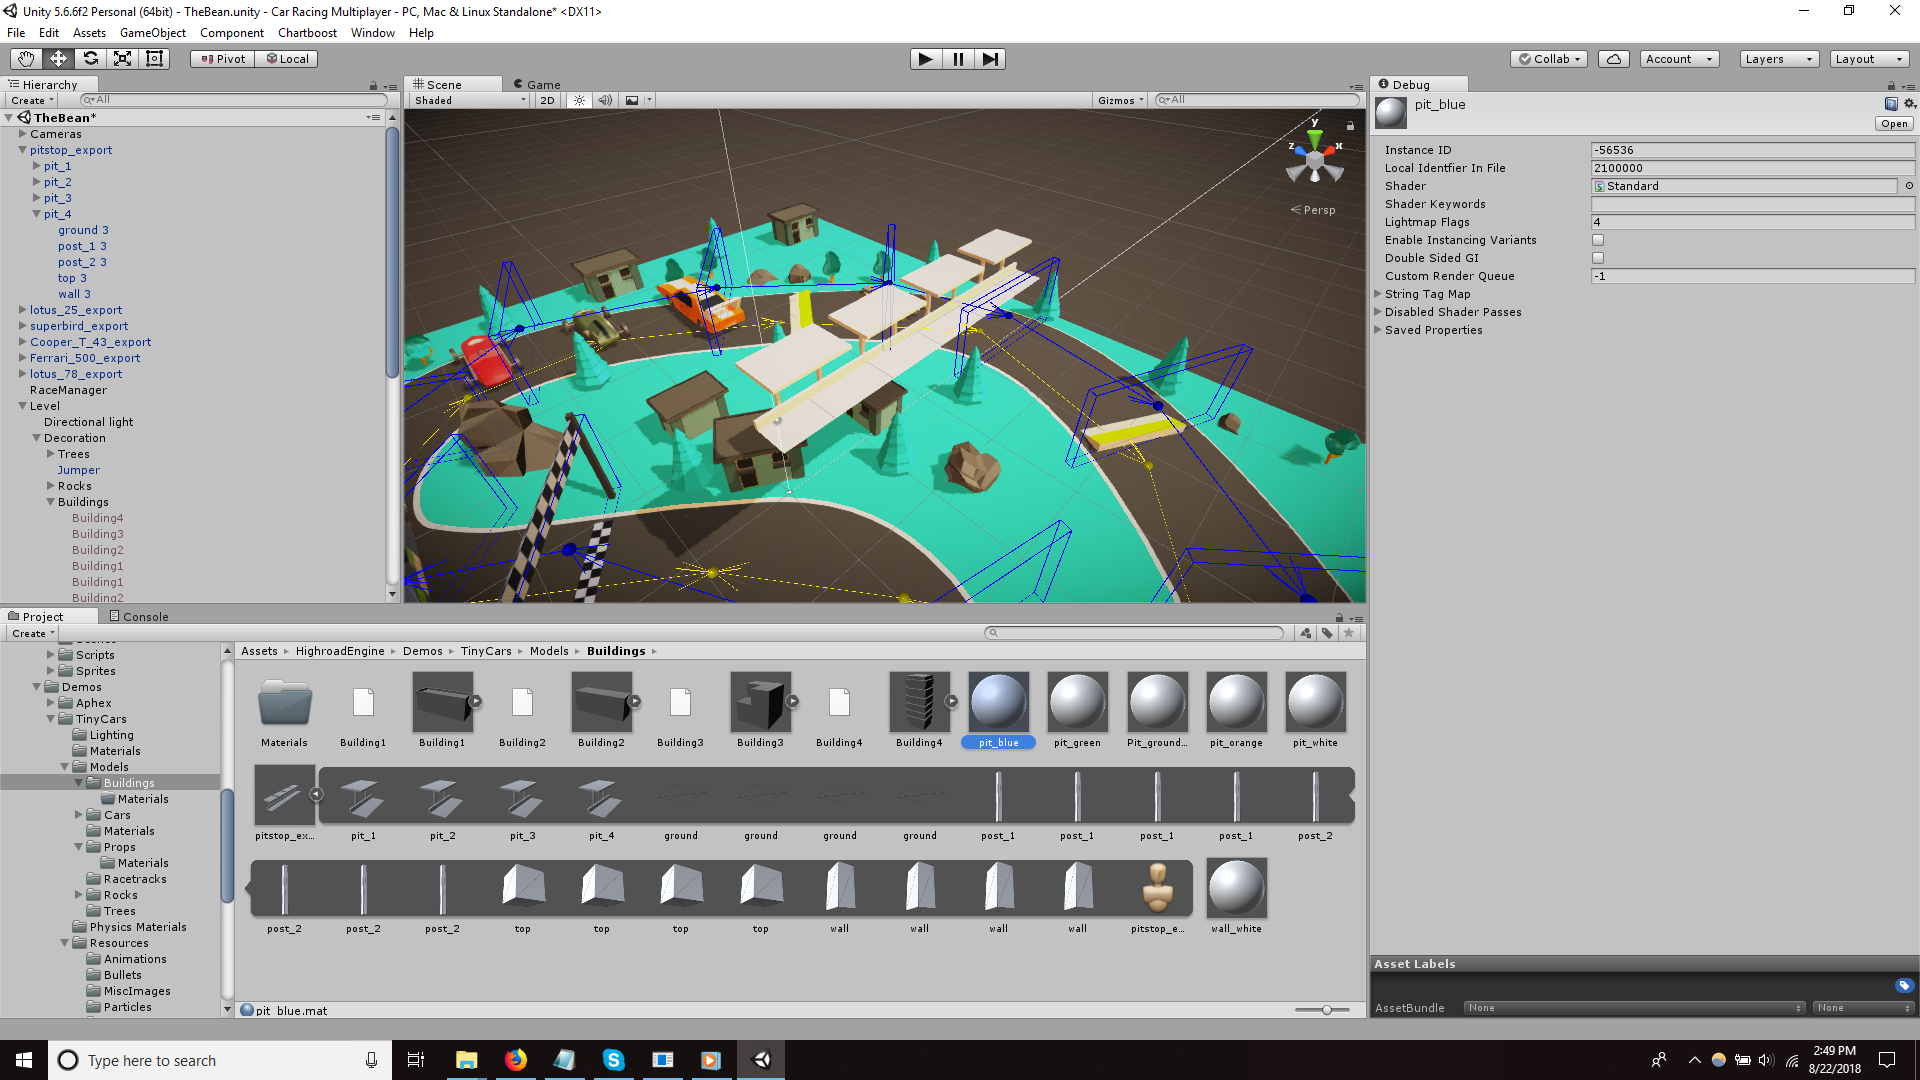 Unity 5.6.6f2 Personal (64bit) - TheBean.unity - Car Racing Multiplayer - PC, Mac & Linux Standalone* <DX11>
File Edit Assets GameObject Component Chartboost Window Help
Pivot Local Collab Account Layers Layout
Hierarchy
Create All
TheBean*
Cameras
pitstop_export
pit_1
pit_2
pit_3
pit_4
ground 3
post_1 3
post_2 3
top 3
wall 3
lotus_25_export
superbird_export
Cooper_T_43_export
Ferrari_500_export
lotus_78_export
RaceManager
Level
Directional light
Decoration
Trees
Jumper
Rocks
Buildings
Building4
Building3
Building2
Building1
Building1
Building2
Scene Game
Shaded 2D Gizmos All
y
z x
Persp
Debug
pit_blue
Open
Instance ID -56536
Local Identfier In File 2100000
Shader Standard
Shader Keywords
Lightmap Flags 4
Enable Instancing Variants
Double Sided GI
Custom Render Queue -1
String Tag Map
Disabled Shader Passes
Saved Properties
Project Console
Create
Scripts
Sprites
Demos
Aphex
TinyCars
Lighting
Materials
Models
Buildings
Materials
Cars
Materials
Props
Materials
Racetracks
Rocks
Trees
Physics Materials
Resources
Animations
Bullets
MiscImages
Particles
Assets HighroadEngine Demos TinyCars Models Buildings
Materials Building1 Building1 Building2 Building2 Building3 Building3 Building4 Building4 pit_blue pit_green Pit_ground... pit_orange pit_white
pitstop_ex... pit_1 pit_2 pit_3 pit_4 ground ground ground ground post_1 post_1 post_1 post_1 post_2
post_2 post_2 post_2 top top top top wall wall wall wall pitstop_e... wall_white
pit_blue.mat
Asset Labels
AssetBundle None None
Type here to search
2:49 PM
8/22/2018